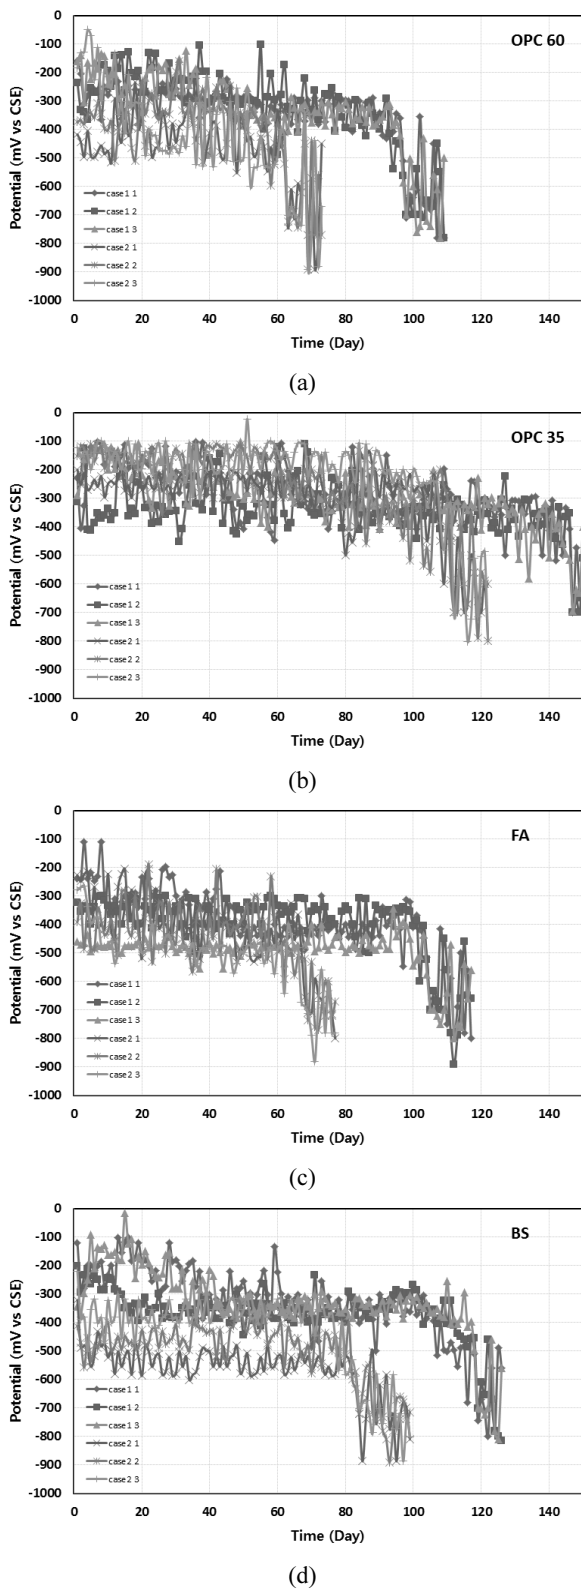 OPC 60
0
-100
-200
-300
-400
-500
-600
-700
-800
-900
-1000
Potential (mV vs CSE)
case1 1
case1 2
case1 3
case2 1
case2 2
case2 3
0 20 40 60 80 100 120 140
Time (Day)
(a)
OPC 35
0
-100
-200
-300
-400
-500
-600
-700
-800
-900
-1000
Potential (mV vs CSE)
case1 1
case1 2
case1 3
case2 1
case2 2
case2 3
0 20 40 60 80 100 120 140
Time (Day)
(b)
FA
0
-100
-200
-300
-400
-500
-600
-700
-800
-900
-1000
Potential (mV vs CSE)
case1 1
case1 2
case1 3
case2 1
case2 2
case2 3
0 20 40 60 80 100 120 140
Time (Day)
(c)
BS
0
-100
-200
-300
-400
-500
-600
-700
-800
-900
-1000
Potential (mV vs CSE)
case1 1
case1 2
case1 3
case2 1
case2 2
case2 3
0 20 40 60 80 100 120 140
Time (Day)
(d)